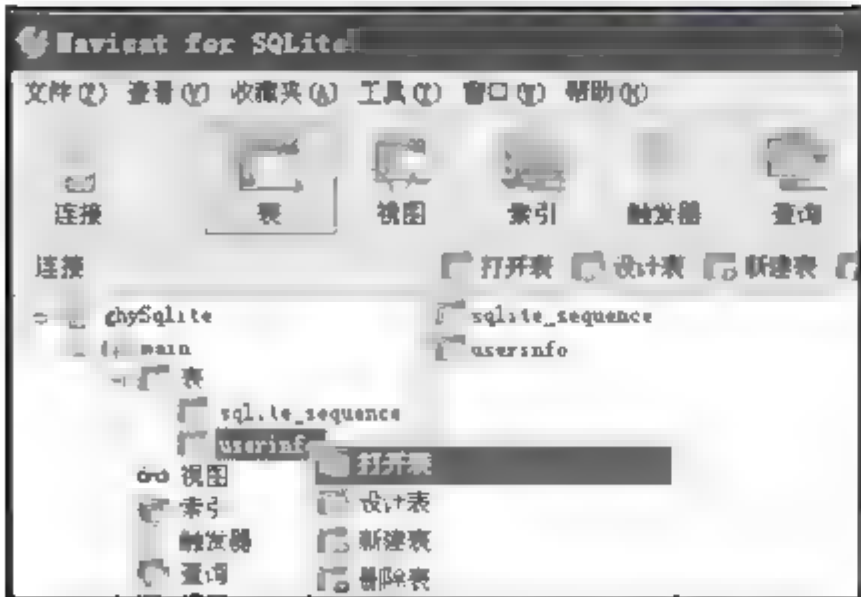 Navicat for SQLite
文件(F) 查看(V) 收藏夹(A) 工具(T) 窗口(W) 帮助(H)
连接 表 视图 索引 触发器 查询
连接 打开表 设计表 新建表
ghySqlite sqlite_sequence
main userinfo
表
sqlite_sequence
userinfo
打开表
视图
设计表
索引
新建表
触发器
删除表
查询